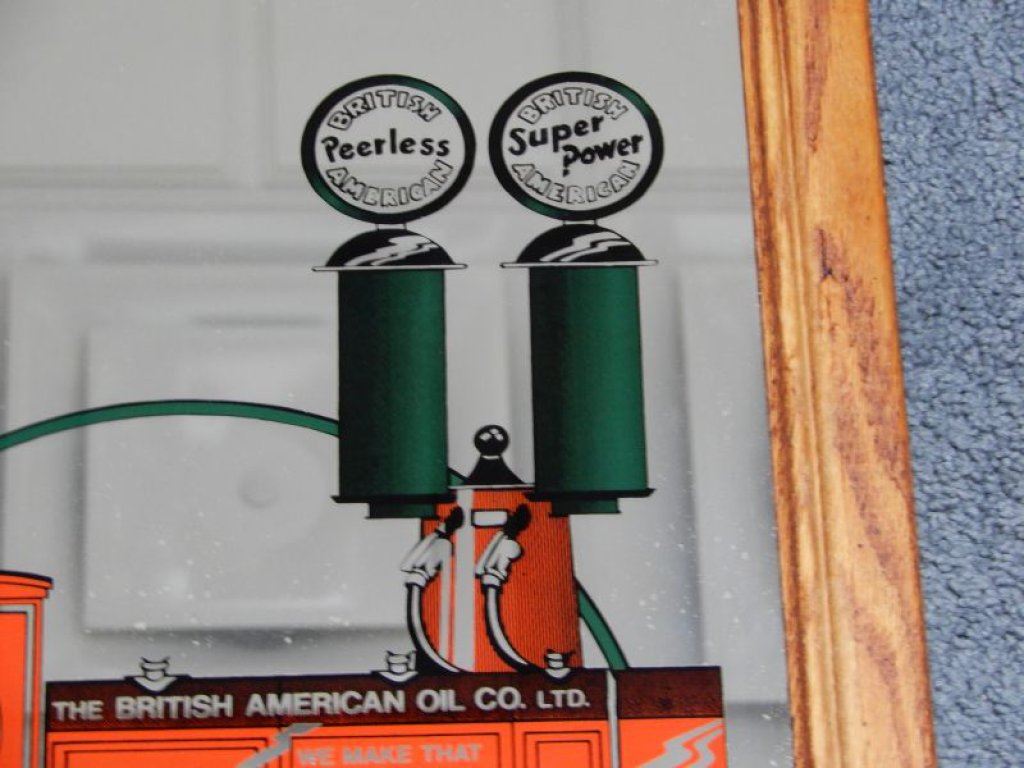 BRITISH
Peerless
AMERICAN
BRITISH
Super
Power
AMERICAN
THE BRITISH AMERICAN OIL CO. LTD.
WE MAKE THAT